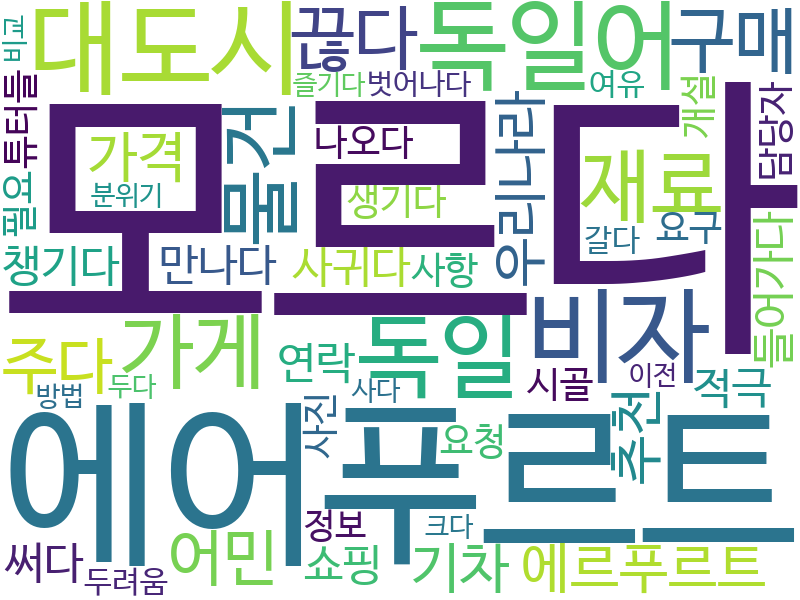 비교
대도시
끊다
독일어
구매
튜터를
즐기다
벗어나다
여유
개설
담당자
모르다
가격
물건
나오다
우리나라
재료
분위기
생기다
필요
챙기다
만나다
사귀다
사항
갈다
요구
들어가다
주다
가게
연락
독일
비자
시골
이전
적극
방법
두다
사다
에어푸르트
사진
요청
추천
정보
크다
써다
두려움
어민
쇼핑
기차
에르푸르트